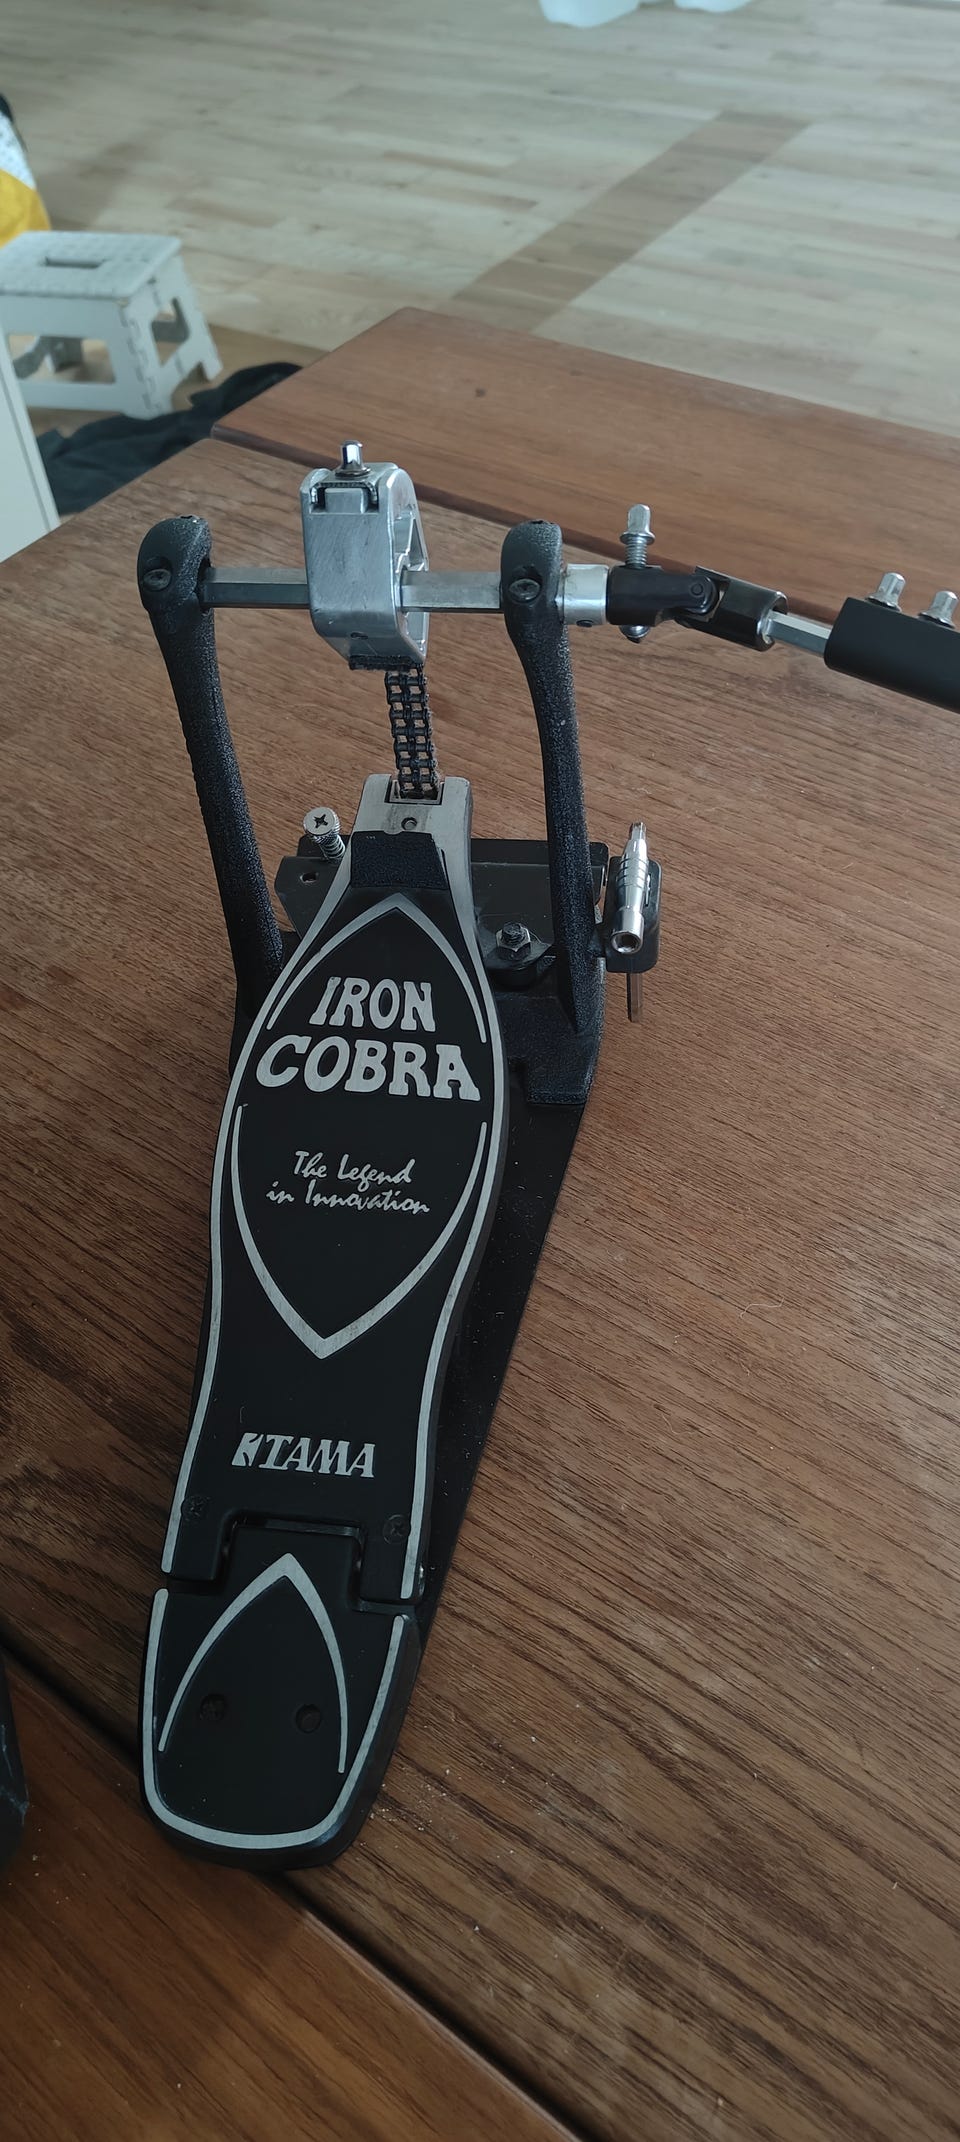 IRON
COBRA
The Legend
in Innovation
TAMA